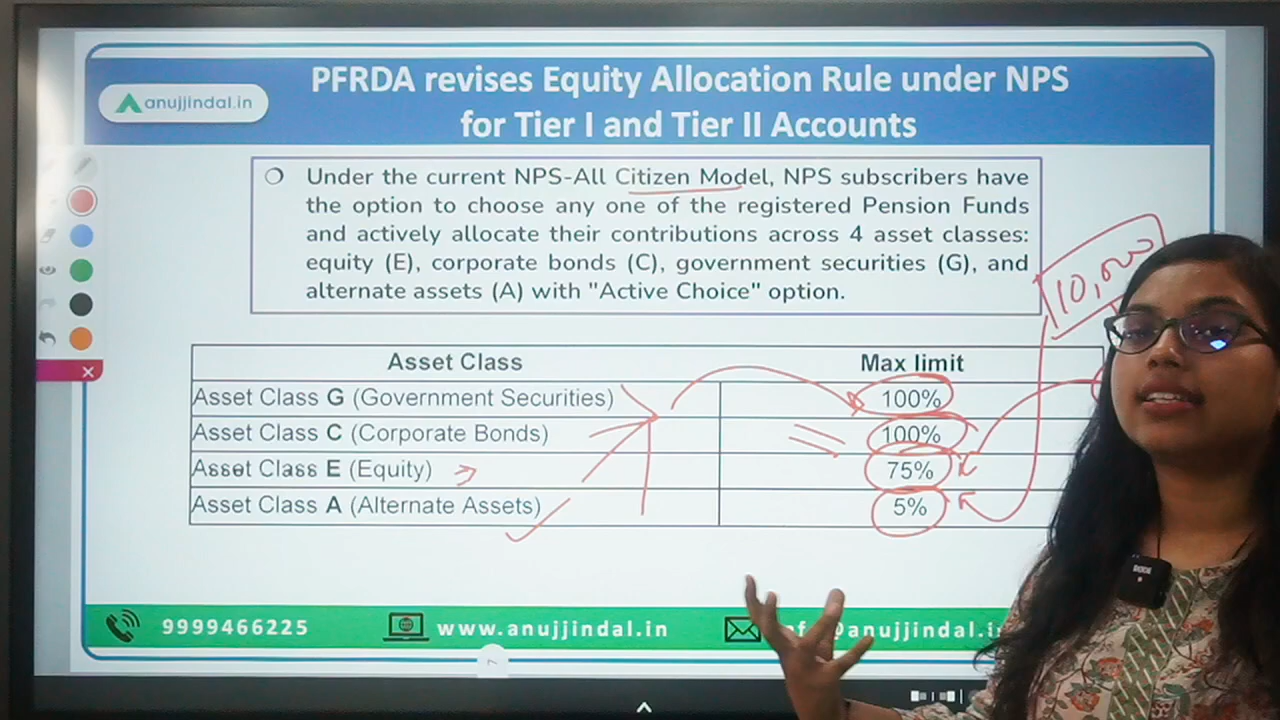 PFRDA revises Equity Allocation Rule under NPS
for Tier I and Tier II Accounts
anujjindal.in
Under the current NPS-All Citizen Model, NPS subscribers have
the option to choose any one of the registered Pension Funds
and actively allocate their contributions across 4 asset classes:
equity (E), corporate bonds (C), government securities (G), and
alternate assets (A) with "Active Choice" option.
10,000
Asset Class Max limit
Asset Class G (Government Securities) 100%
Asset Class C (Corporate Bonds) 100%
Asset Class E (Equity) 75%
Asset Class A (Alternate Assets) 5%
9999466225 www.anujjindal.in @anujjindal.i
7